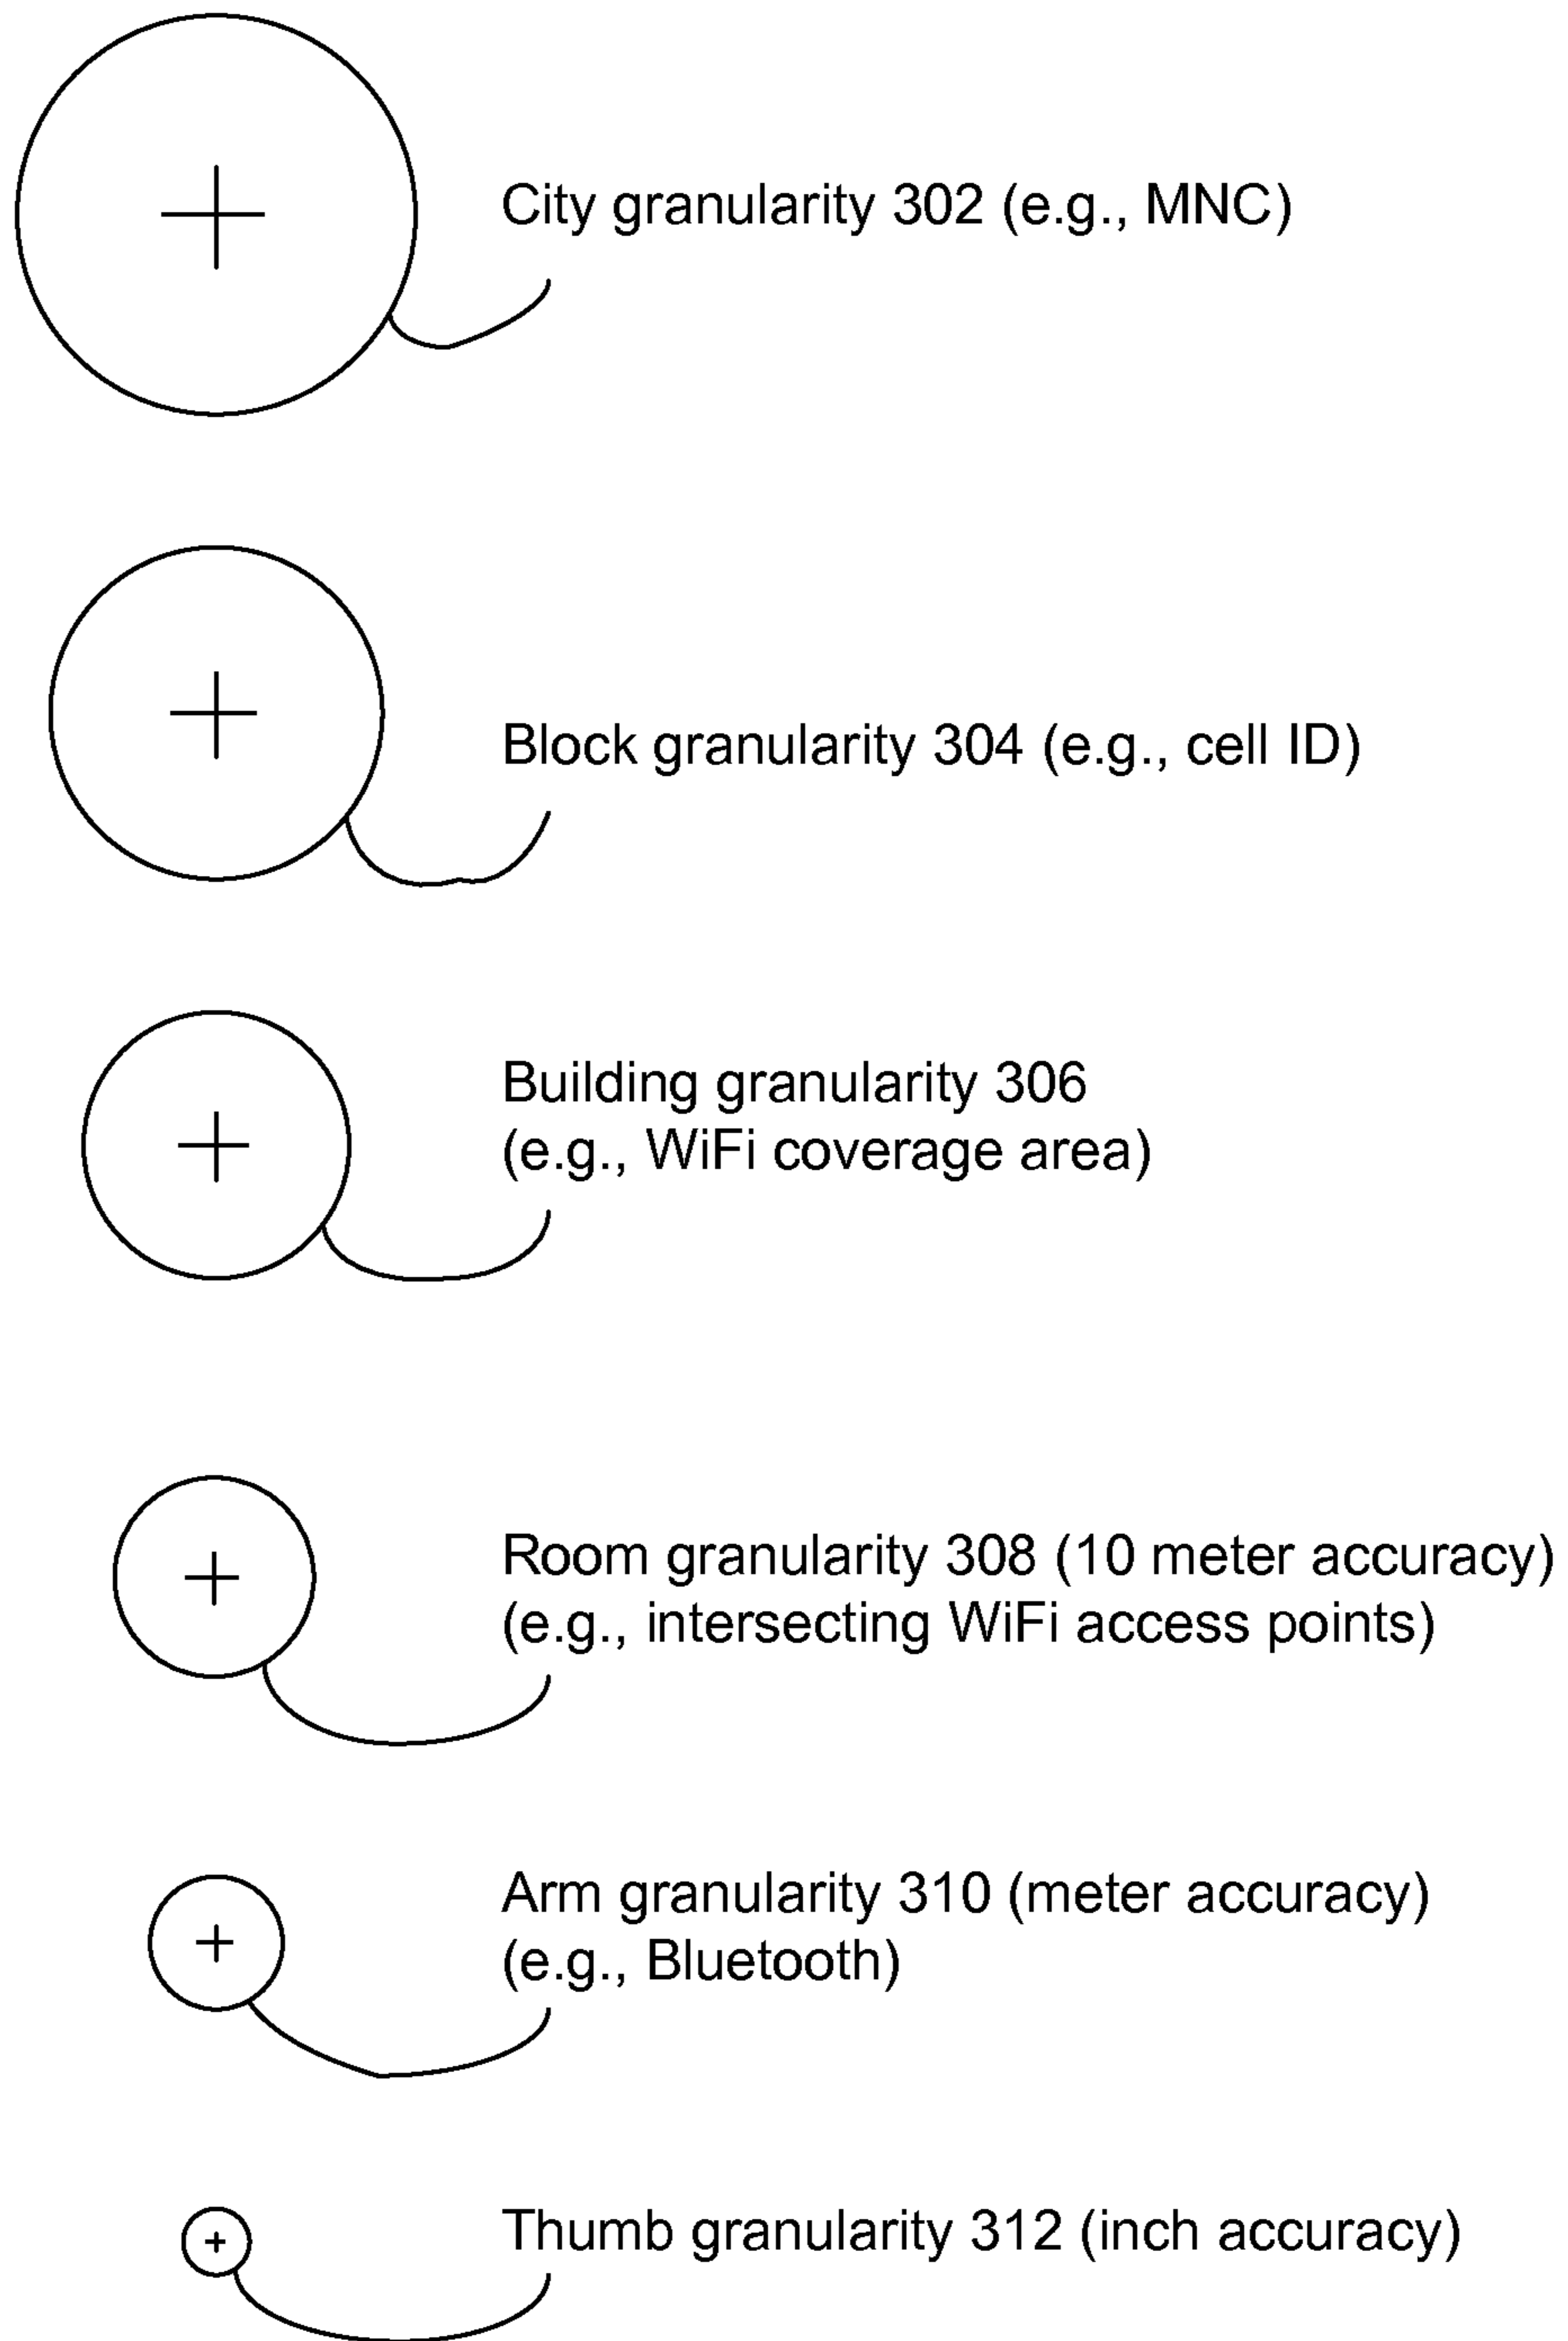 City granularity 302 (e.g., MNC)
Block granularity 304 (e.g., cell ID)
Building granularity 306
(e.g., WiFi coverage area)
Room granularity 308 (10 meter accuracy)
(e.g., intersecting WiFi access points)
Arm granularity 310 (meter accuracy)
(e.g., Bluetooth)
Thumb granularity 312 (inch accuracy)